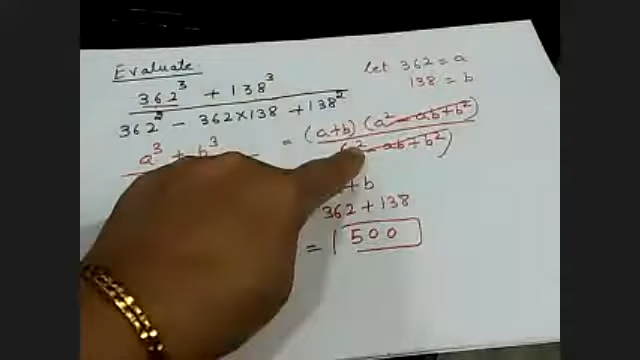 Evaluate.
let 362 = a
138 = b
362³ + 138³
362² - 362×138 + 138²
a³ + b³
= (a+b) (a² - ab + b²)
² - ab + b²)
+ b
362 + 138
= 500